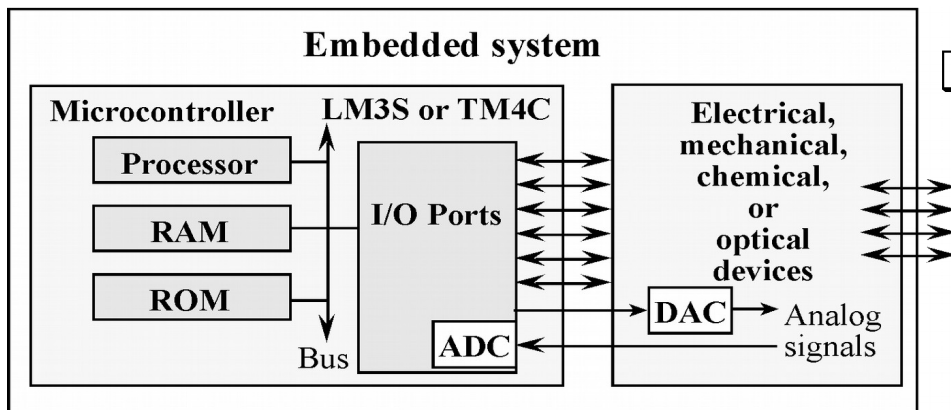 Embedded system
Microcontroller
LM3S or TM4C
Processor
RAM
ROM
Bus
I/O Ports
ADC
Electrical,
mechanical,
chemical,
or
optical
devices
DAC
Analog
signals